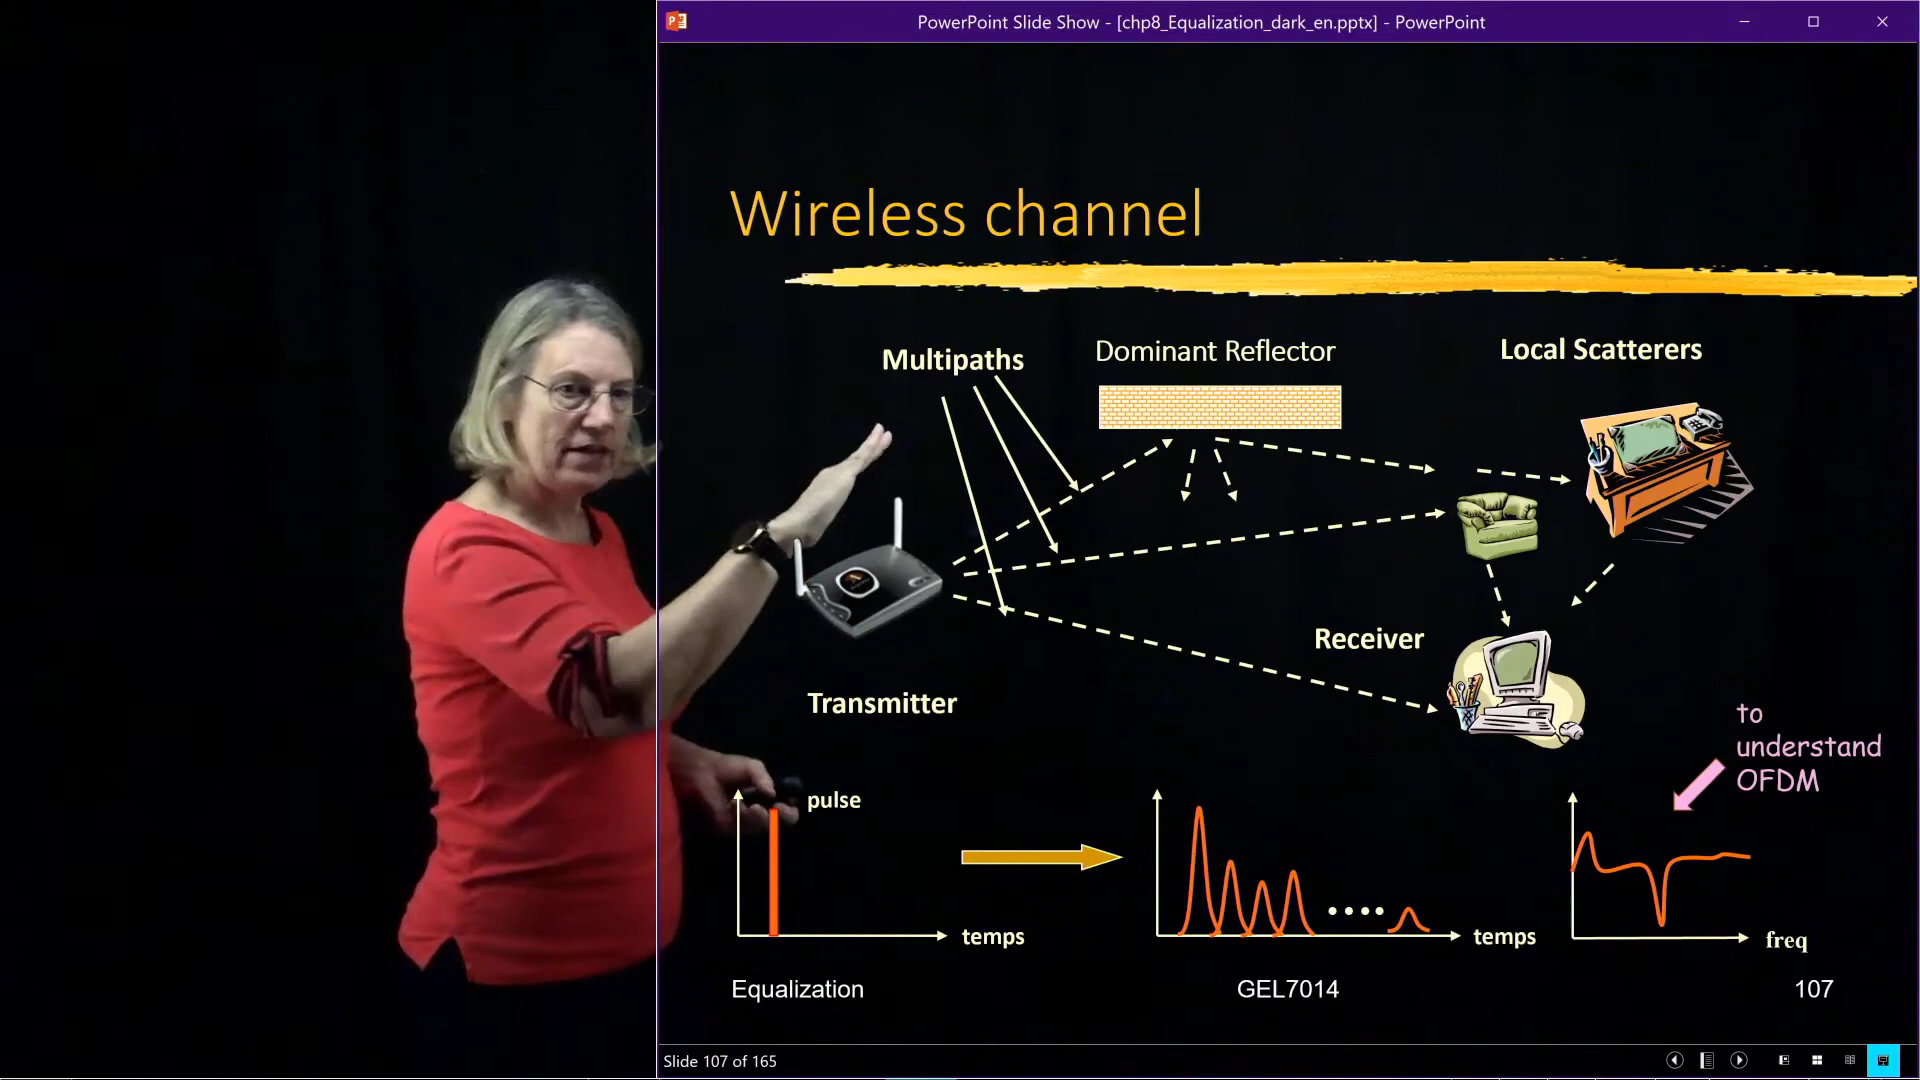 PowerPoint Slide Show - [chp8_Equalization_dark_en.pptx] - PowerPoint
Wireless channel
Multipaths
Dominant Reflector
Local Scatterers
Receiver
Transmitter
to
understand
OFDM
pulse
temps
temps
freq
Equalization
GEL7014
107
Slide 107 of 165